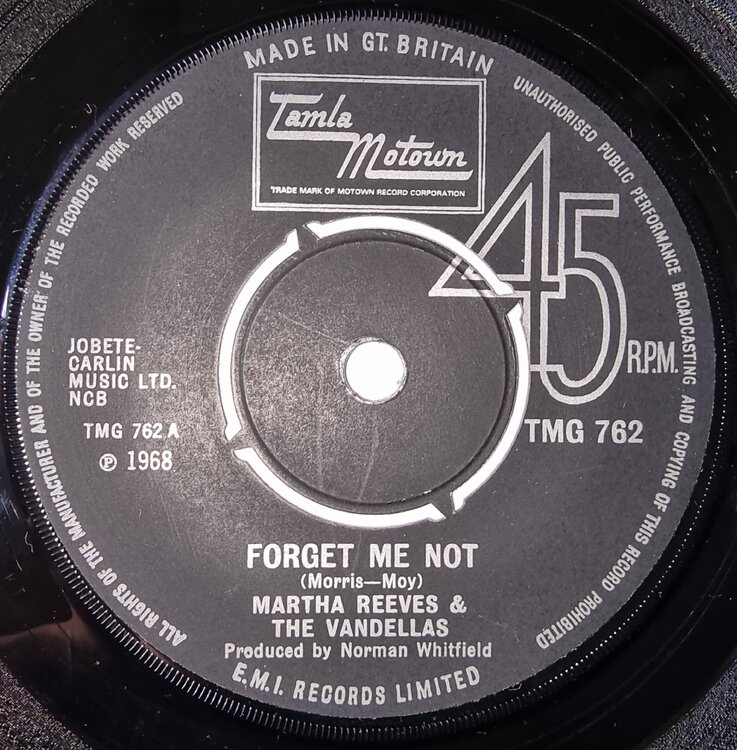 MADE IN GT. BRITAIN
UNAUTHORISED PUBLIC PERFORMANCE BROADCASTING AND COPYING OF THIS RECORD PROHIBITED
ALL RIGHTS OF THE MANUFACTURER AND OF THE OWNER OF THE RECORDED WORK RESERVED
Tamla
Motown
TRADE MARK OF MOTOWN RECORD CORPORATION
45
R.P.M.
JOBETE-
CARLIN
MUSIC LTD.
NCB
TMG 762 A
℗ 1968
TMG 762
FORGET ME NOT
(Morris—Moy)
MARTHA REEVES &
THE VANDELLAS
Produced by Norman Whitfield
E.M.I. RECORDS LIMITED